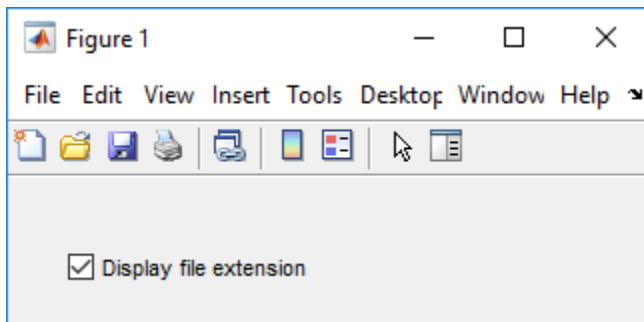 Figure 1
File Edit View Insert Tools Desktop Window Help
Display file extension